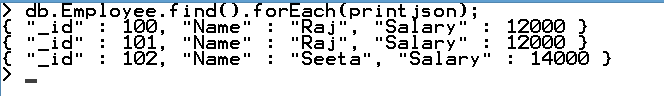 > db.Employee.find().forEach(printjson);
{ "_id" : 100, "Name" : "Raj", "Salary" : 12000 }
{ "_id" : 101, "Name" : "Raj", "Salary" : 12000 }
{ "_id" : 102, "Name" : "Seeta", "Salary" : 14000 }
> _